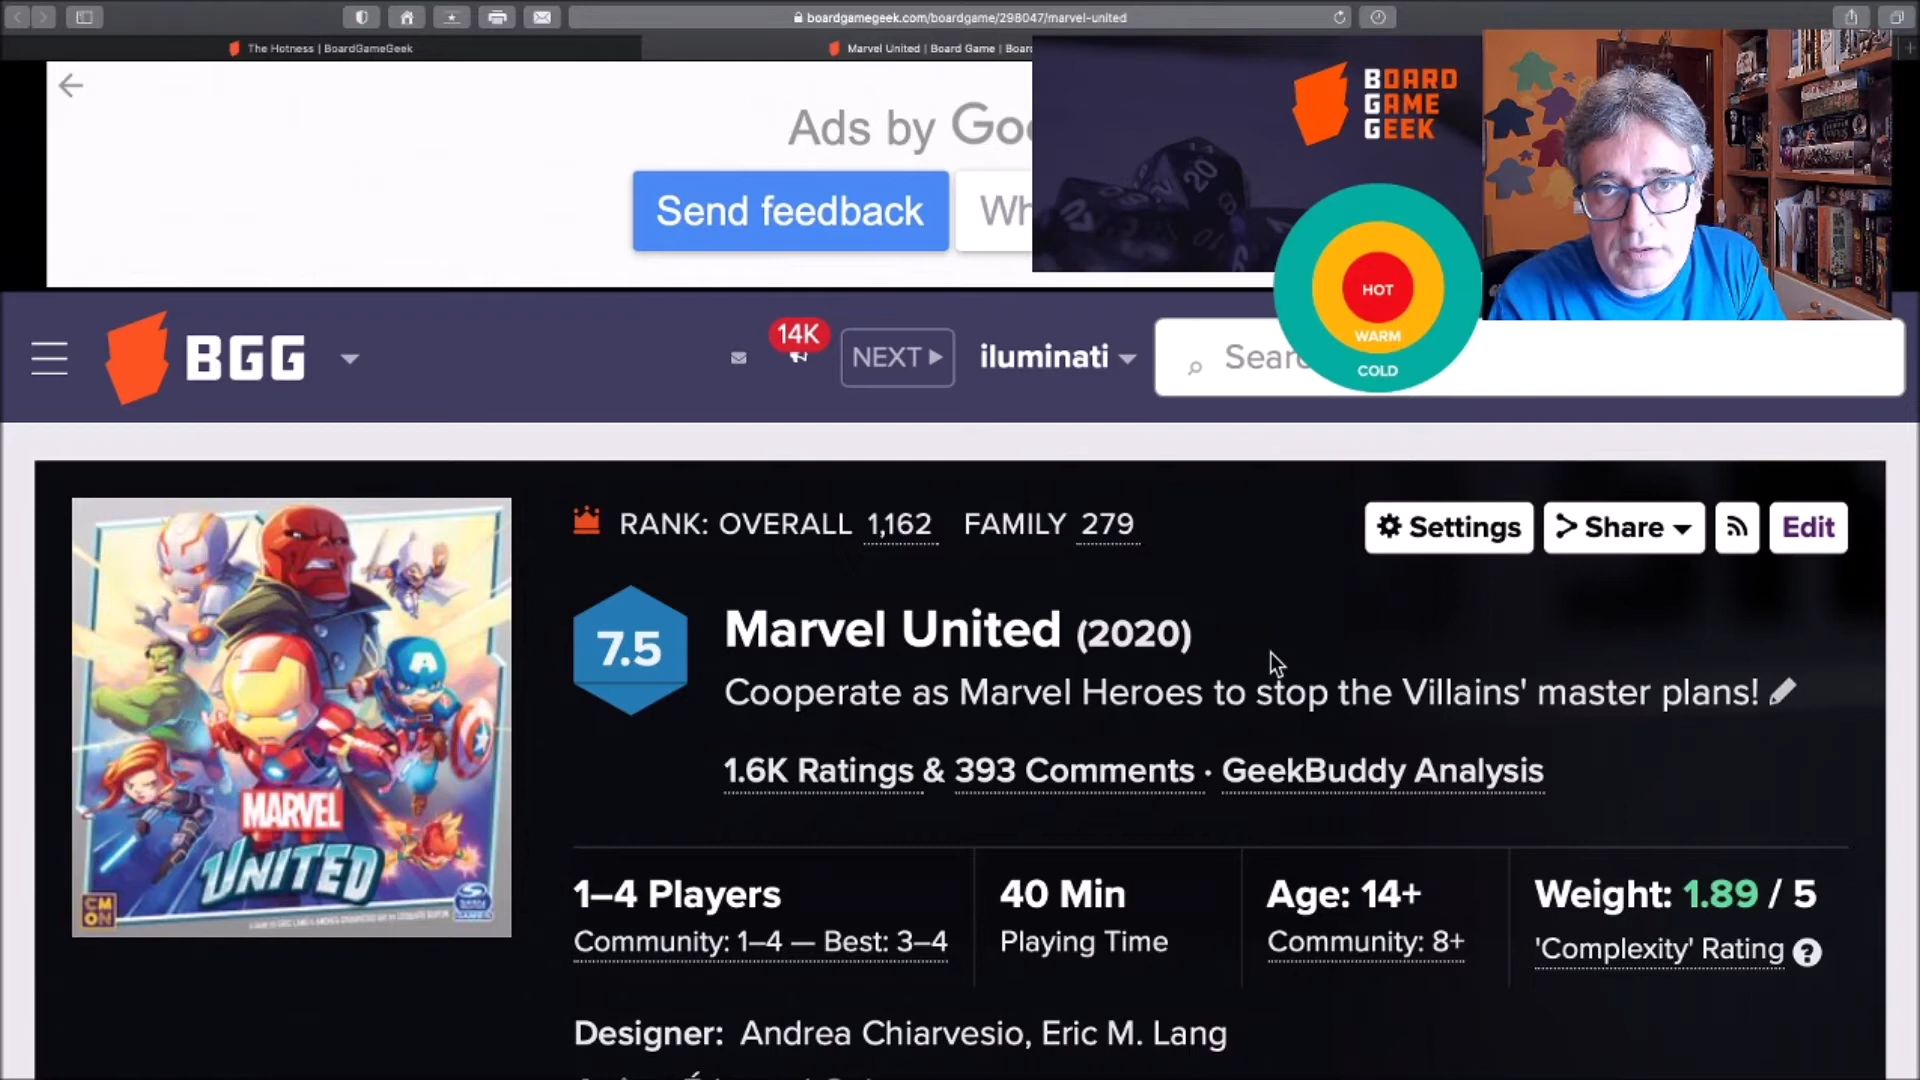 boardgamegeek.com/boardgame/298047/marvel-united
The Hotness | BoardGameGeek
Marvel United | Board Game | Boar
Ads by Goo
Send feedback
Wh
BOARD
GAME
GEEK
20
HOT
WARM
COLD
BGG
14K
NEXT
iluminati
Sear
RANK: OVERALL 1,162 FAMILY 279
Settings
Share
Edit
7.5
Marvel United (2020)
Cooperate as Marvel Heroes to stop the Villains' master plans!
1.6K Ratings & 393 Comments · GeekBuddy Analysis
MARVEL
UNITED
CMON
1–4 Players
Community: 1–4 — Best: 3–4
40 Min
Playing Time
Age: 14+
Community: 8+
Weight: 1.89 / 5
'Complexity' Rating
?
Designer: Andrea Chiarvesio, Eric M. Lang